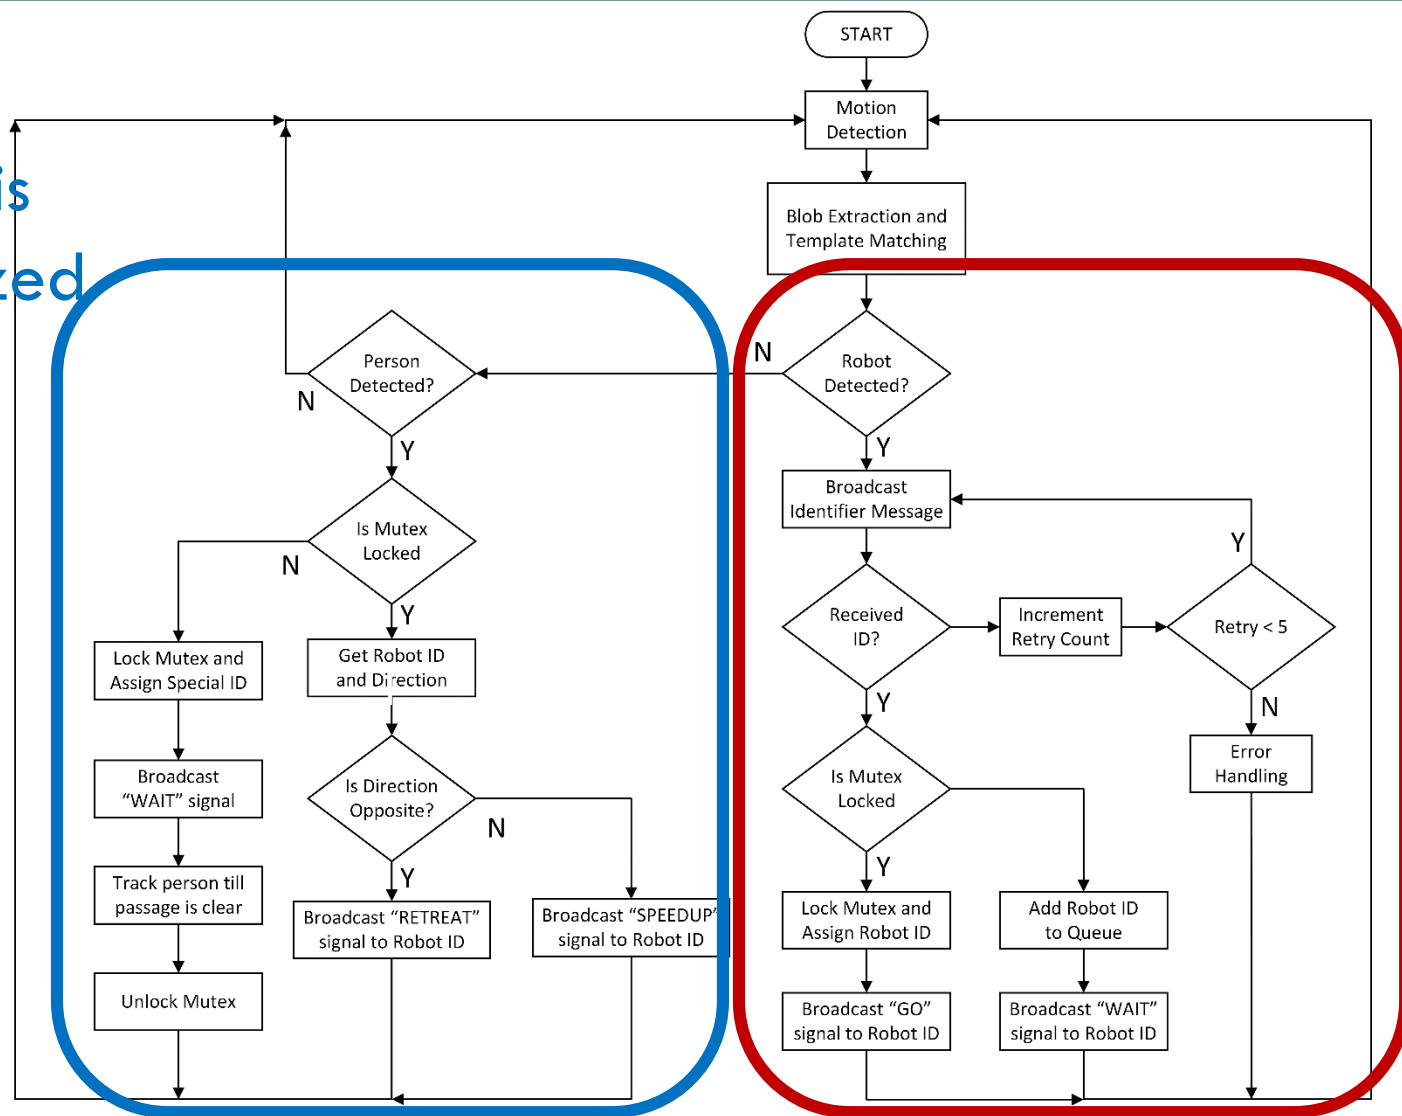 START
Motion
Detection
is
zed
Blob Extraction and
Template Matching
Robot
Detected?
N
Person
Detected?
N
Y
Is Mutex
Locked
N
Y
Lock Mutex and
Assign Special ID
Broadcast
“WAIT” signal
Track person till
passage is clear
Unlock Mutex
Get Robot ID
and Direction
Is Direction
Opposite?
N
Y
Broadcast “RETREAT”
signal to Robot ID
Broadcast “SPEEDUP”
signal to Robot ID
Y
Broadcast
Identifier Message
Received
ID?
Increment
Retry Count
Retry < 5
Y
N
Error
Handling
Y
Is Mutex
Locked
Y
Lock Mutex and
Assign Robot ID
Broadcast “GO”
signal to Robot ID
Add Robot ID
to Queue
Broadcast “WAIT”
signal to Robot ID